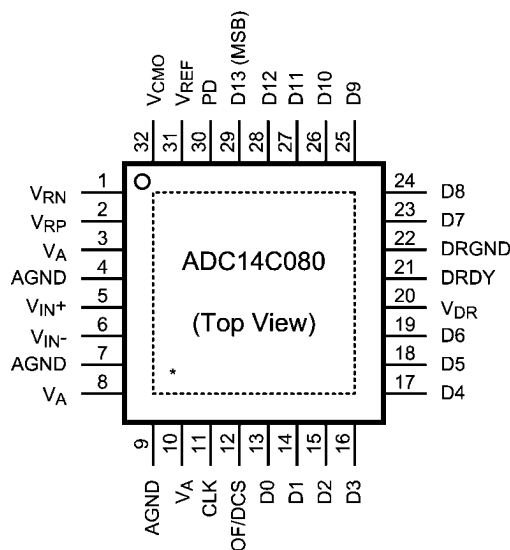 VCMO
VREF
PD
D13 (MSB)
D12
D11
D10
D9
32
31
30
29
28
27
26
25
VRN 1
VRP 2
VA 3
AGND 4
VIN+ 5
VIN- 6
AGND 7
VA 8
ADC14C080
(Top View)
*
24 D8
23 D7
22 DRGND
21 DRDY
20 VDR
19 D6
18 D5
17 D4
9
10
11
12
13
14
15
16
AGND
VA
CLK
OF/DCS
D0
D1
D2
D3